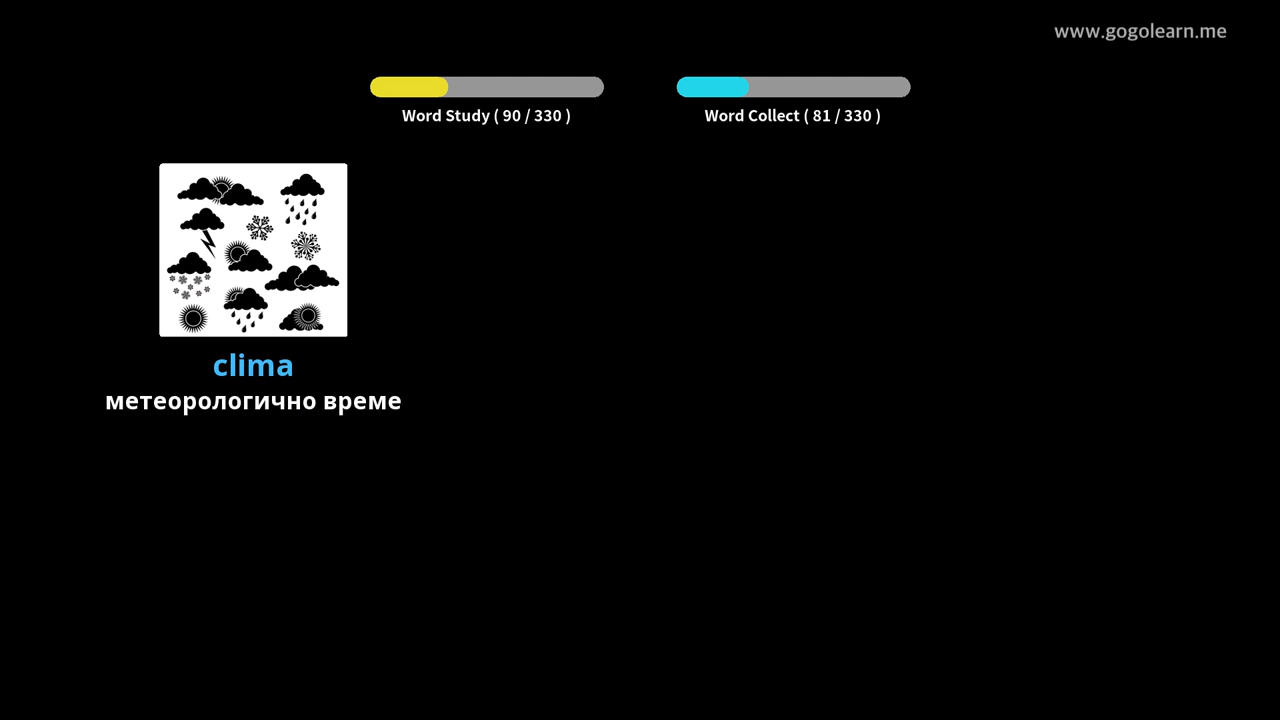 www.gogolearn.me
Word Study ( 90 / 330 )
Word Collect ( 81 / 330 )
clima
метеорологично време